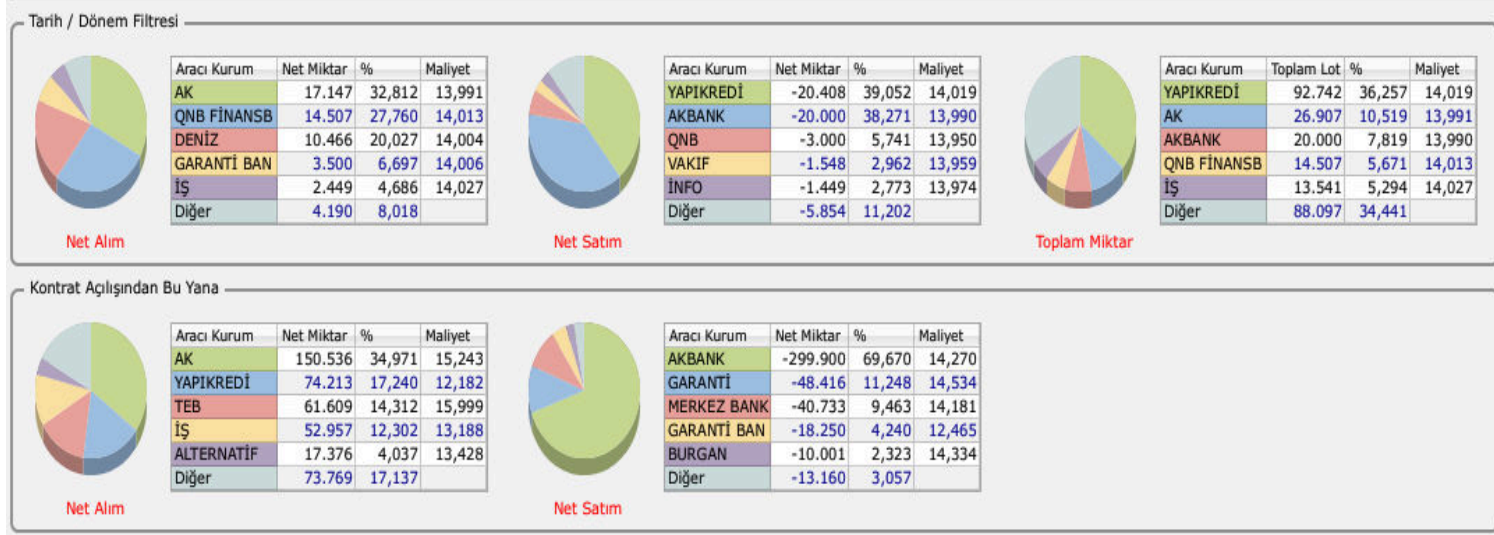 Tarih / Dönem Filtresi
Aracı Kurum Net Miktar % Maliyet
AK 17.147 32,812 13,991
QNB FİNANSB 14.507 27,760 14,013
DENİZ 10.466 20,027 14,004
GARANTİ BAN 3.500 6,697 14,006
İŞ 2.449 4,686 14,027
Diğer 4.190 8,018
Net Alım
Aracı Kurum Net Miktar % Maliyet
YAPIKREDİ -20.408 39,052 14,019
AKBANK -20.000 38,271 13,990
QNB -3.000 5,741 13,950
VAKIF -1.548 2,962 13,959
İNFO -1.449 2,773 13,974
Diğer -5.854 11,202
Net Satım
Aracı Kurum Toplam Lot % Maliyet
YAPIKREDİ 92.742 36,257 14,019
AK 26.907 10,519 13,991
AKBANK 20.000 7,819 13,990
QNB FİNANSB 14.507 5,671 14,013
İŞ 13.541 5,294 14,027
Diğer 88.097 34,441
Toplam Miktar
Kontrat Açılışından Bu Yana
Aracı Kurum Net Miktar % Maliyet
AK 150.536 34,971 15,243
YAPIKREDİ 74.213 17,240 12,182
TEB 61.609 14,312 15,999
İŞ 52.957 12,302 13,188
ALTERNATİF 17.376 4,037 13,428
Diğer 73.769 17,137
Net Alım
Aracı Kurum Net Miktar % Maliyet
AKBANK -299.900 69,670 14,270
GARANTİ -48.416 11,248 14,534
MERKEZ BANK -40.733 9,463 14,181
GARANTİ BAN -18.250 4,240 12,465
BURGAN -10.001 2,323 14,334
Diğer -13.160 3,057
Net Satım